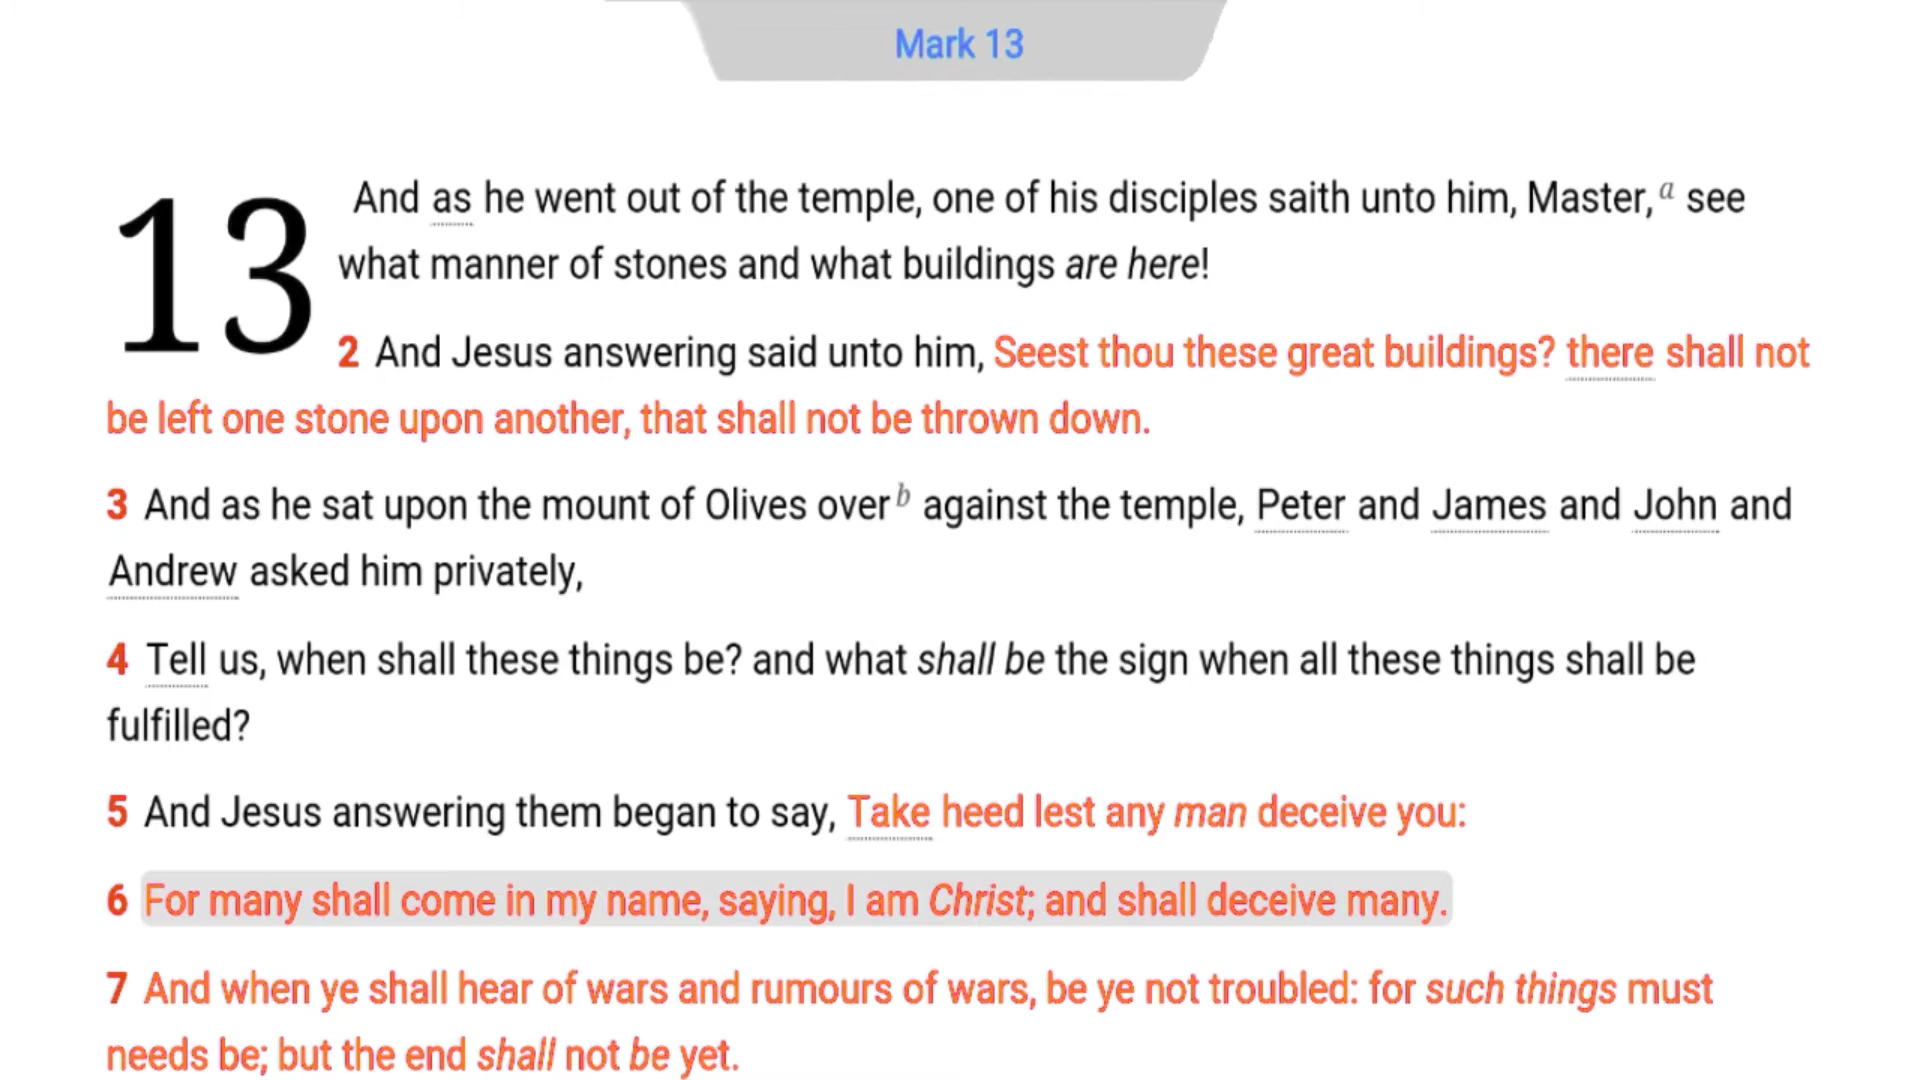 Mark 13
13 And as he went out of the temple, one of his disciples saith unto him, Master, a see
what manner of stones and what buildings are here!
2 And Jesus answering said unto him, Seest thou these great buildings? there shall not
be left one stone upon another, that shall not be thrown down.
3 And as he sat upon the mount of Olives over b against the temple, Peter and James and John and
Andrew asked him privately,
4 Tell us, when shall these things be? and what shall be the sign when all these things shall be
fulfilled?
5 And Jesus answering them began to say, Take heed lest any man deceive you:
6 For many shall come in my name, saying, I am Christ; and shall deceive many.
7 And when ye shall hear of wars and rumours of wars, be ye not troubled: for such things must
needs be; but the end shall not be yet.